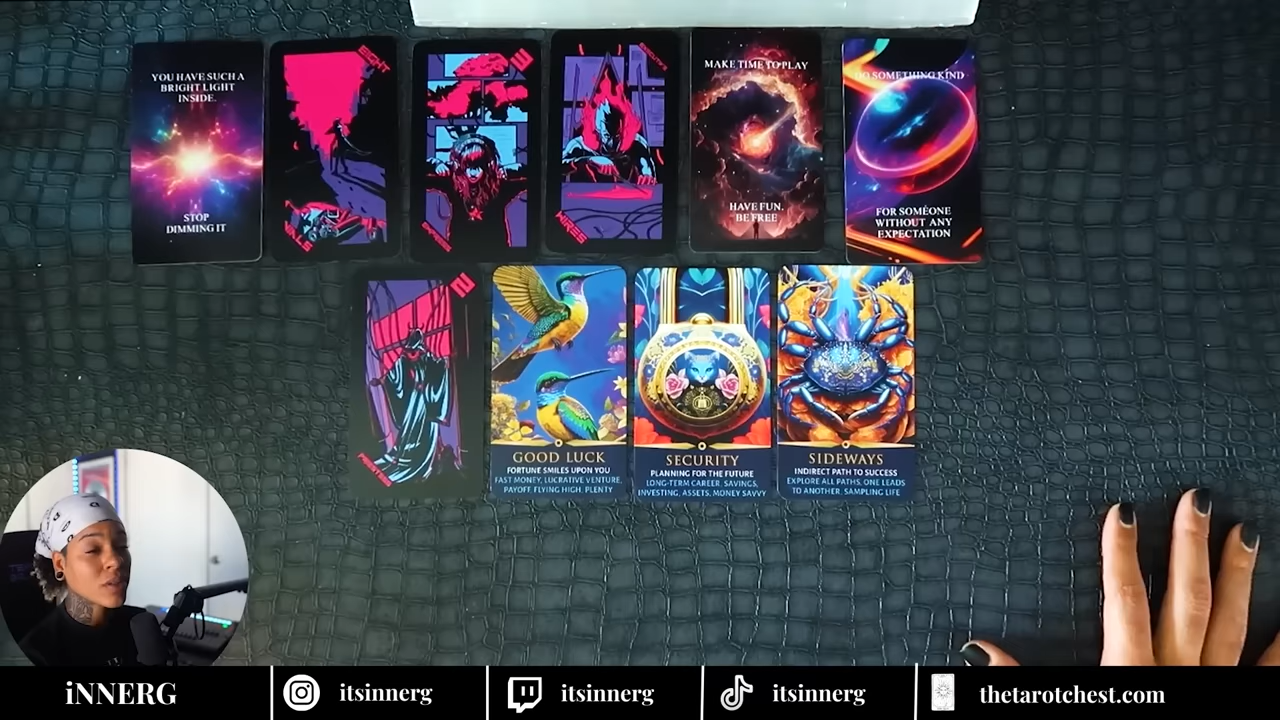 YOU HAVE SUCH A
BRIGHT LIGHT
INSIDE.
STOP
DIMMING IT
EIGHT
MAKE TIME TO PLAY
HAVE FUN.
BE FREE
WIRES
DO SOMETHING KIND
FOR SOMEONE
WITHOUT ANY
EXPECTATION
GOOD LUCK
FORTUNE SMILES UPON YOU
FAST MONEY, LUCRATIVE VENTURE,
PAYOFF, FLYING HIGH, PLENTY
SECURITY
PLANNING FOR THE FUTURE
LONG-TERM CAREER, SAVINGS,
INVESTING, ASSETS, MONEY SAVVY
SIDEWAYS
INDIRECT PATH TO SUCCESS
EXPLORE ALL PATHS, ONE LEADS
TO ANOTHER, SAMPLING LIFE
iNNERG
itsinnerg
itsinnerg
itsinnerg
thetarotchest.com